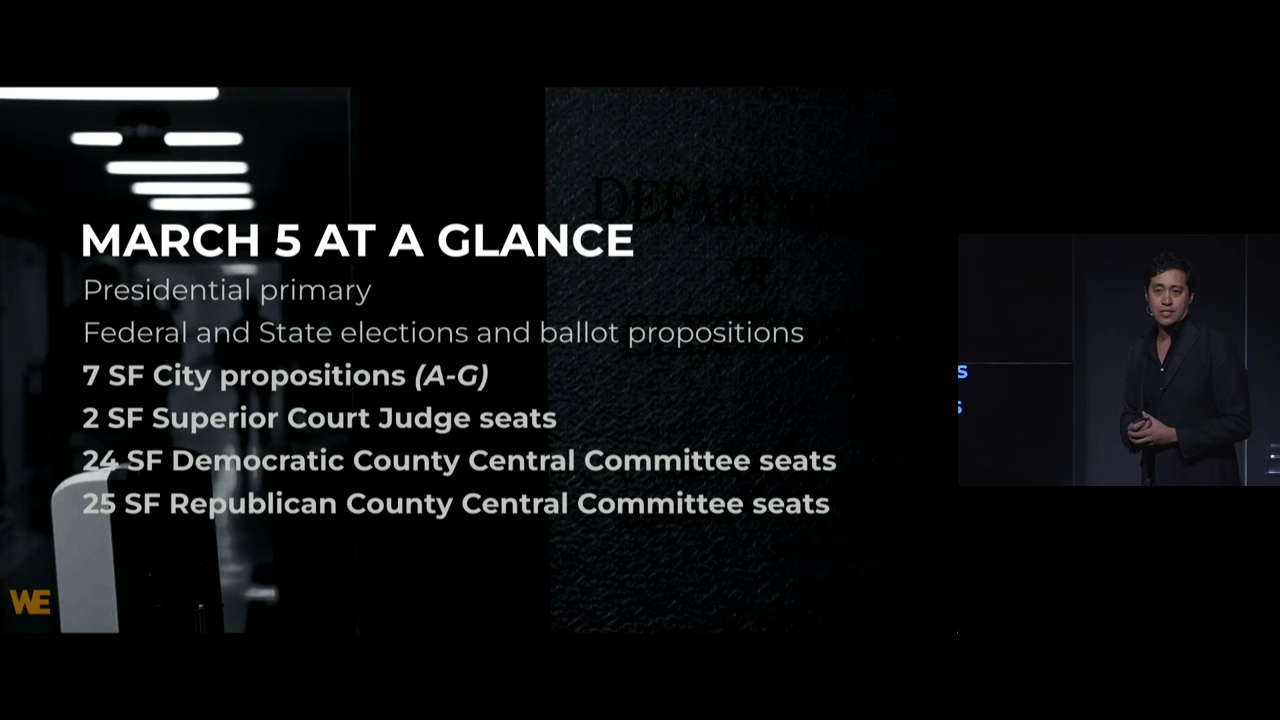 DEPARTME
MARCH 5 AT A GLANCE
Presidential primary
Federal and State elections and ballot propositions
7 SF City propositions (A-G)
2 SF Superior Court Judge seats
24 SF Democratic County Central Committee seats
25 SF Republican County Central Committee seats
WE
S
S